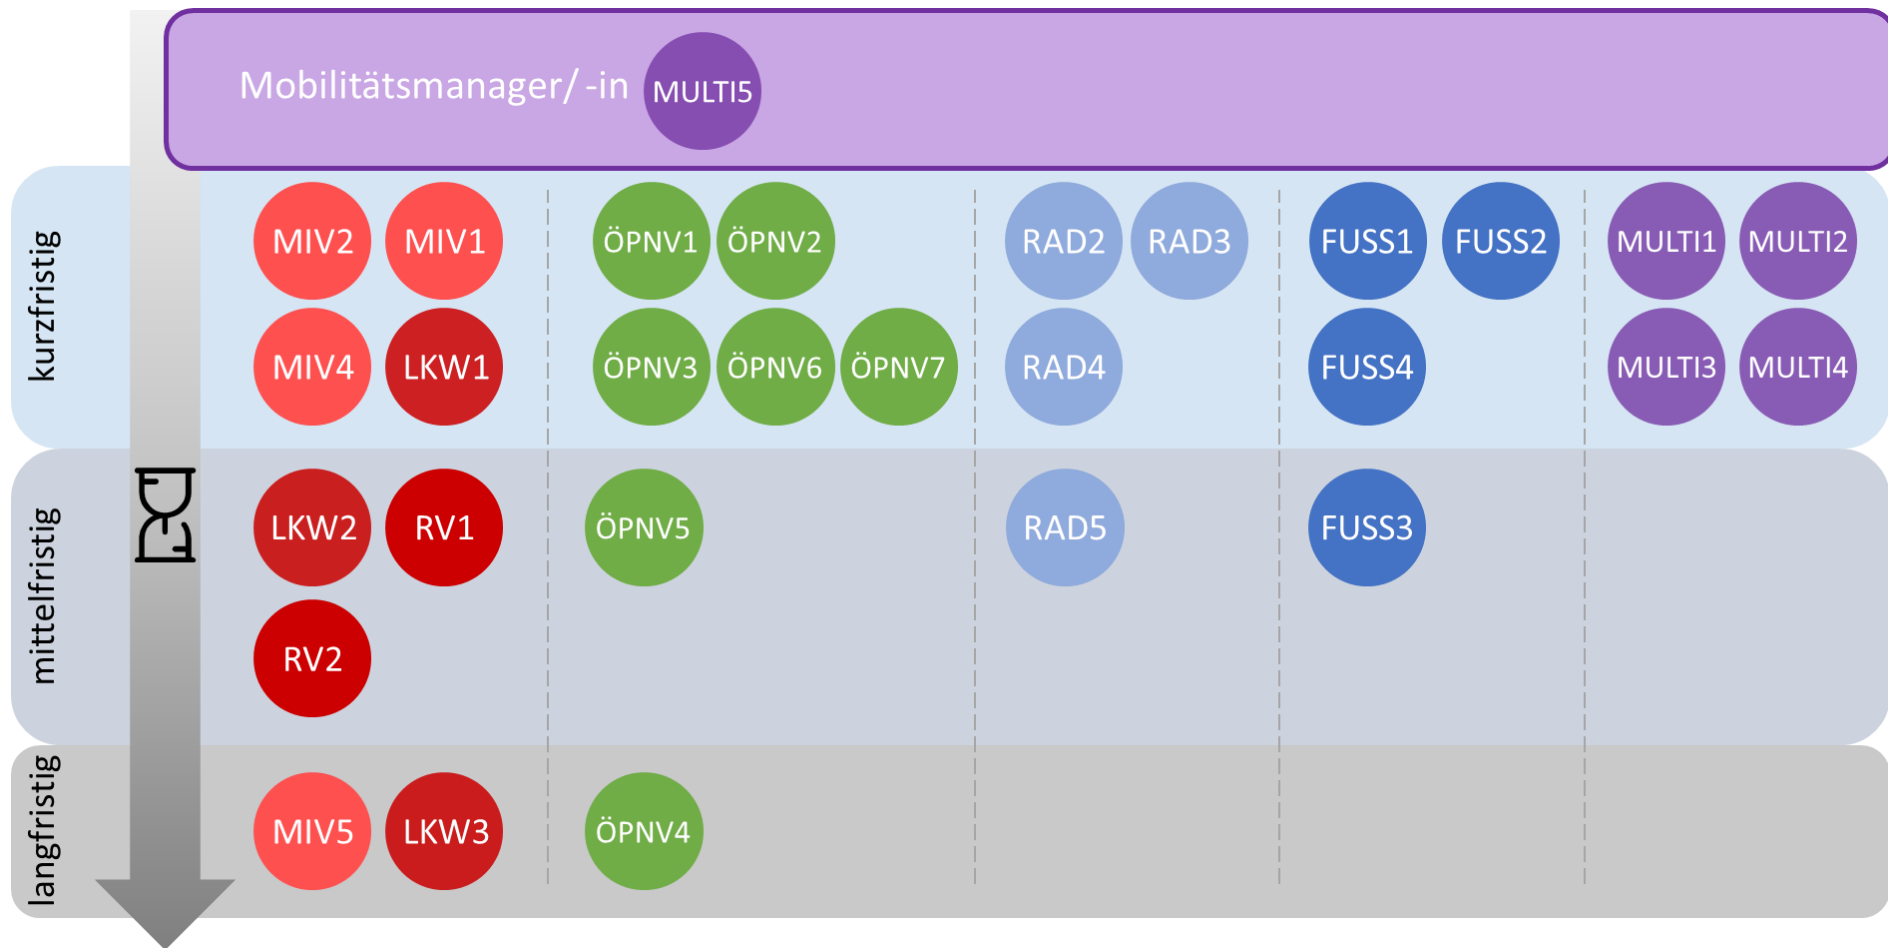 Mobilitätsmanager/ -in MULTI5
kurzfristig
MIV2 MIV1 ÖPNV1 ÖPNV2 RAD2 RAD3 FUSS1 FUSS2 MULTI1 MULTI2
MIV4 LKW1 ÖPNV3 ÖPNV6 ÖPNV7 RAD4 FUSS4 MULTI3 MULTI4
mittelfristig
LKW2 RV1 ÖPNV5 RAD5 FUSS3
RV2
langfristig
MIV5 LKW3 ÖPNV4